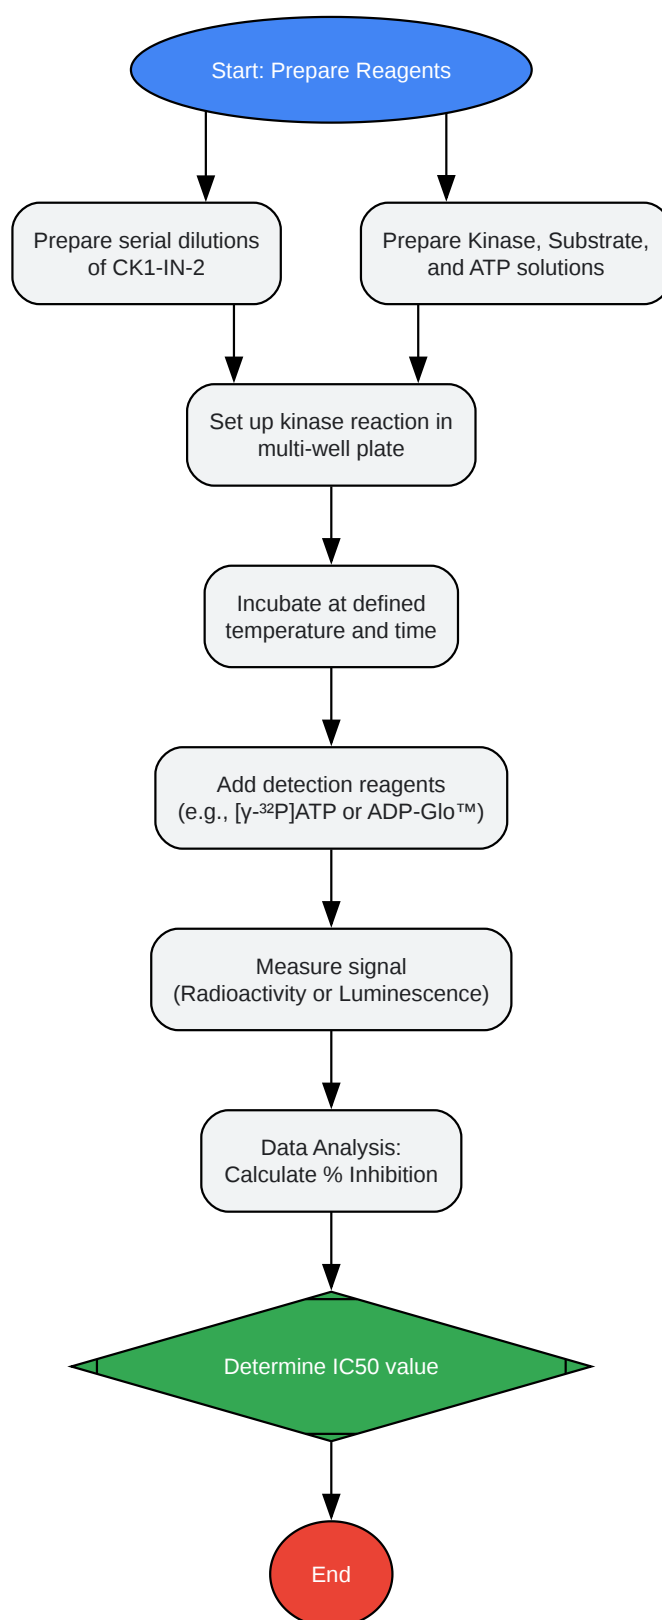 Start: Prepare Reagents
Prepare serial dilutions
of CK1-IN-2
Prepare Kinase, Substrate,
and ATP solutions
Set up kinase reaction in
multi-well plate
Incubate at defined
temperature and time
Add detection reagents
(e.g., [γ-³²P]ATP or ADP-Glo™)
Measure signal
(Radioactivity or Luminescence)
Data Analysis:
Calculate % Inhibition
Determine IC50 value
End